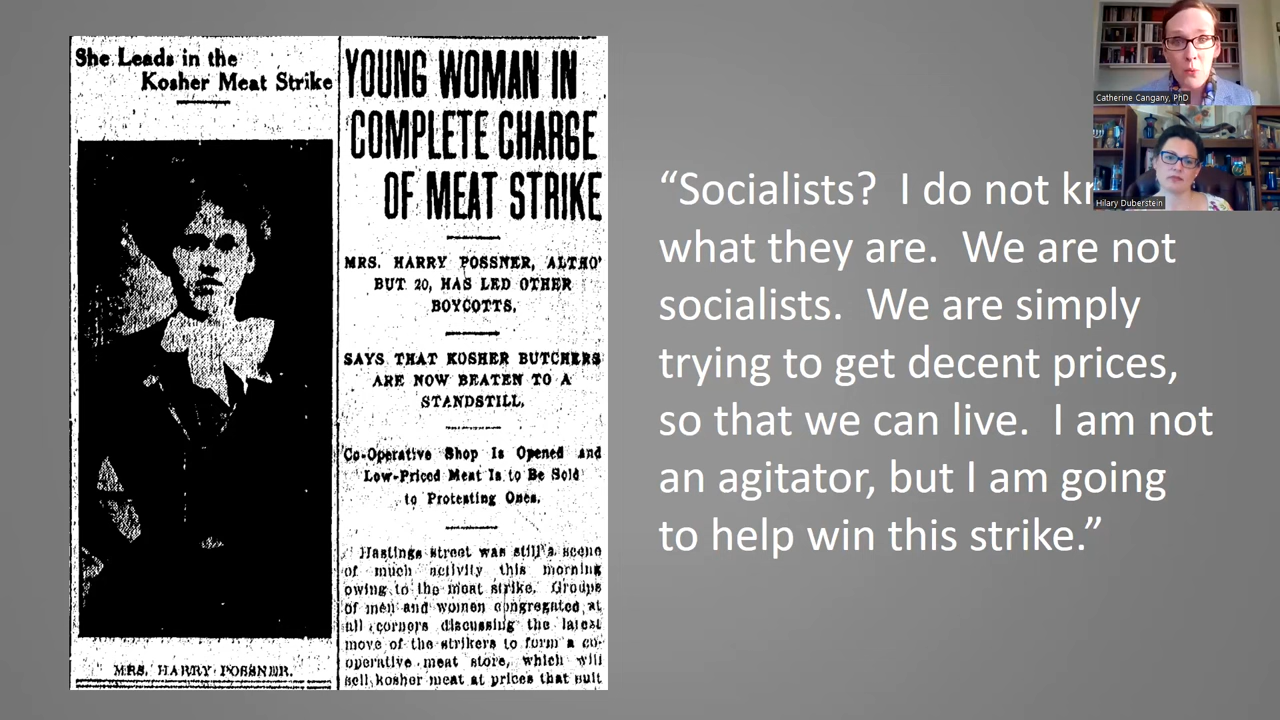 She Leads in the
Kosher Meat Strike
MRS. HARRY POSSNER.
YOUNG WOMAN IN
COMPLETE CHARGE
OF MEAT STRIKE
MRS. HARRY POSSNER, ALTHO'
BUT 20, HAS LED OTHER
BOYCOTTS.
SAYS THAT KOSHER BUTCHERS
ARE NOW BEATEN TO A
STANDSTILL.
Co-Operative Shop Is Opened and
Low-Priced Meat Is to Be Sold
to Protesting Ones.
Hastings street was still a scene
of much activity this morning
owing to the meat strike. Groups
of men and women congregated at
all corners discussing the latest
move of the strikers to form a co-
operative meat store, which will
sell kosher meat at prices that suit
“Socialists?  I do not
what they are.  We are not
socialists.  We are simply
trying to get decent prices,
so that we can live.  I am not
an agitator, but I am going
to help win this strike.”
Catherine Cangany, PhD
Hilary Duberstein